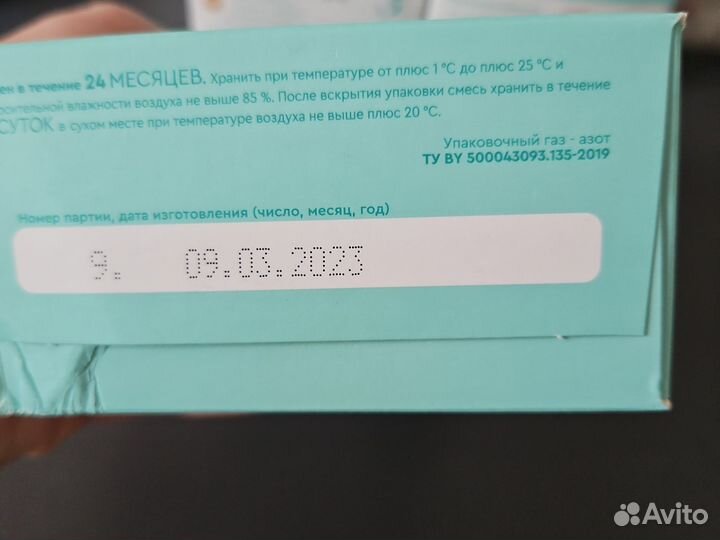 ен в течение 24 МЕСЯЦЕВ. Хранить при температуре от плюс 1 °С до плюс 25 °С и
роительной влажности воздуха не выше 85 %. После вскрытия упаковки смесь хранить в течение
СУТОК в сухом месте при температуре воздуха не выше плюс 20 °С.
Упаковочный газ - азот
ТУ BY 500043093.135-2019
Номер партии, дата изготовления (число, месяц, год)
9. 09.03.2023
Avito